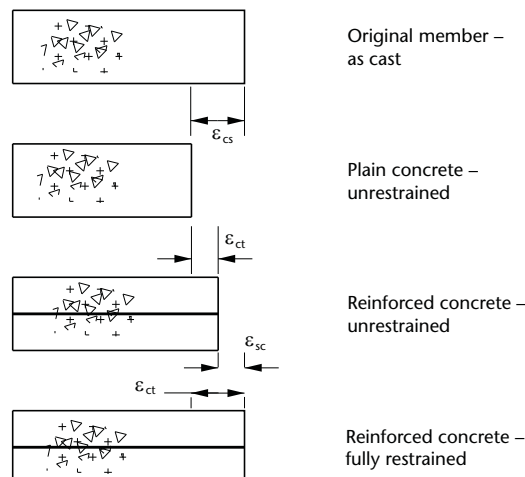 Original member –
as cast
εcs
Plain concrete –
unrestrained
εct
Reinforced concrete –
unrestrained
εsc
εct
Reinforced concrete –
fully restrained